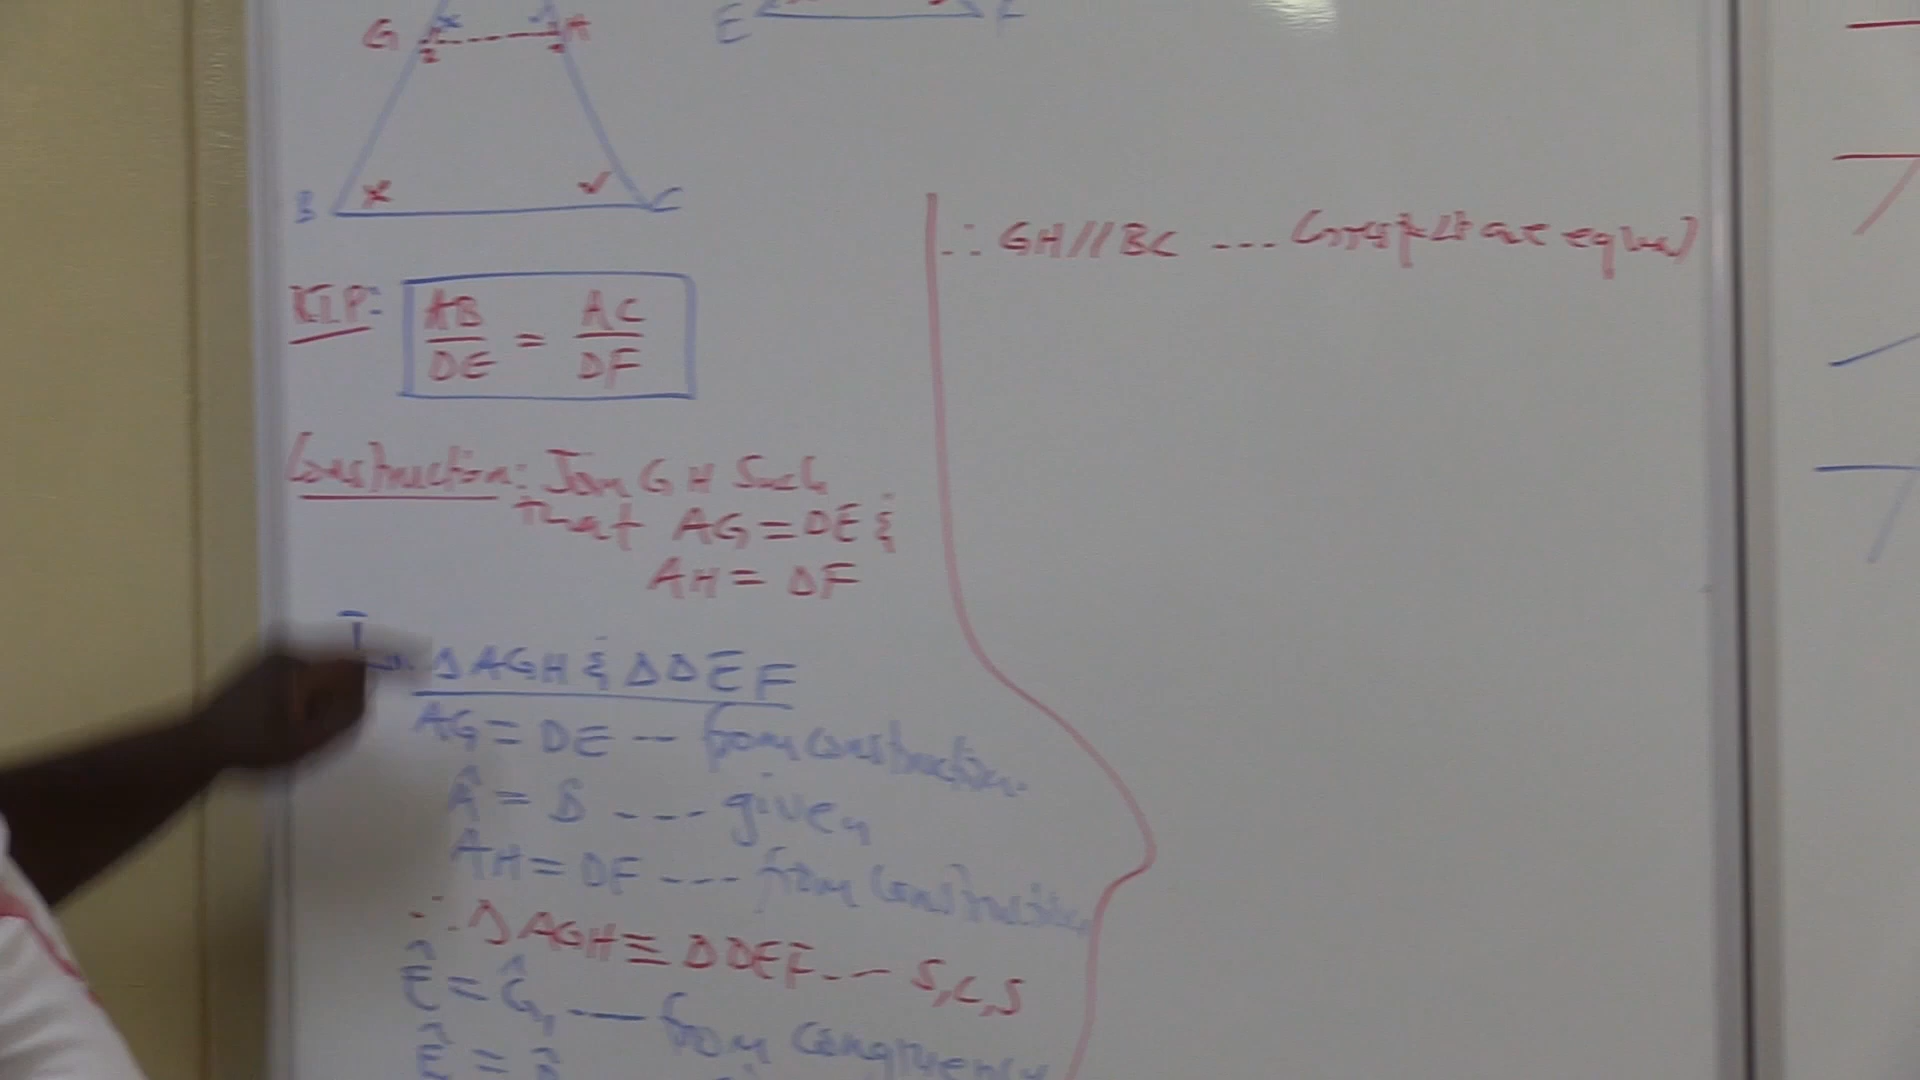 G H
2
E F
B C
RTP: AB/DE = AC/DF
Construction: Join GH Such
that AG = DE &
AH = DF
In ΔAGH & ΔDEF
AG = DE -- from construction
Â = D̂ ---- given
AH = DF ---- from Construction
∴ ΔAGH ≡ ΔDEF -- S,C,S
Ê = Ĝ₁ -- from congruency
Ê =
∴ GH//BC ---- Corresp ∠s are equal